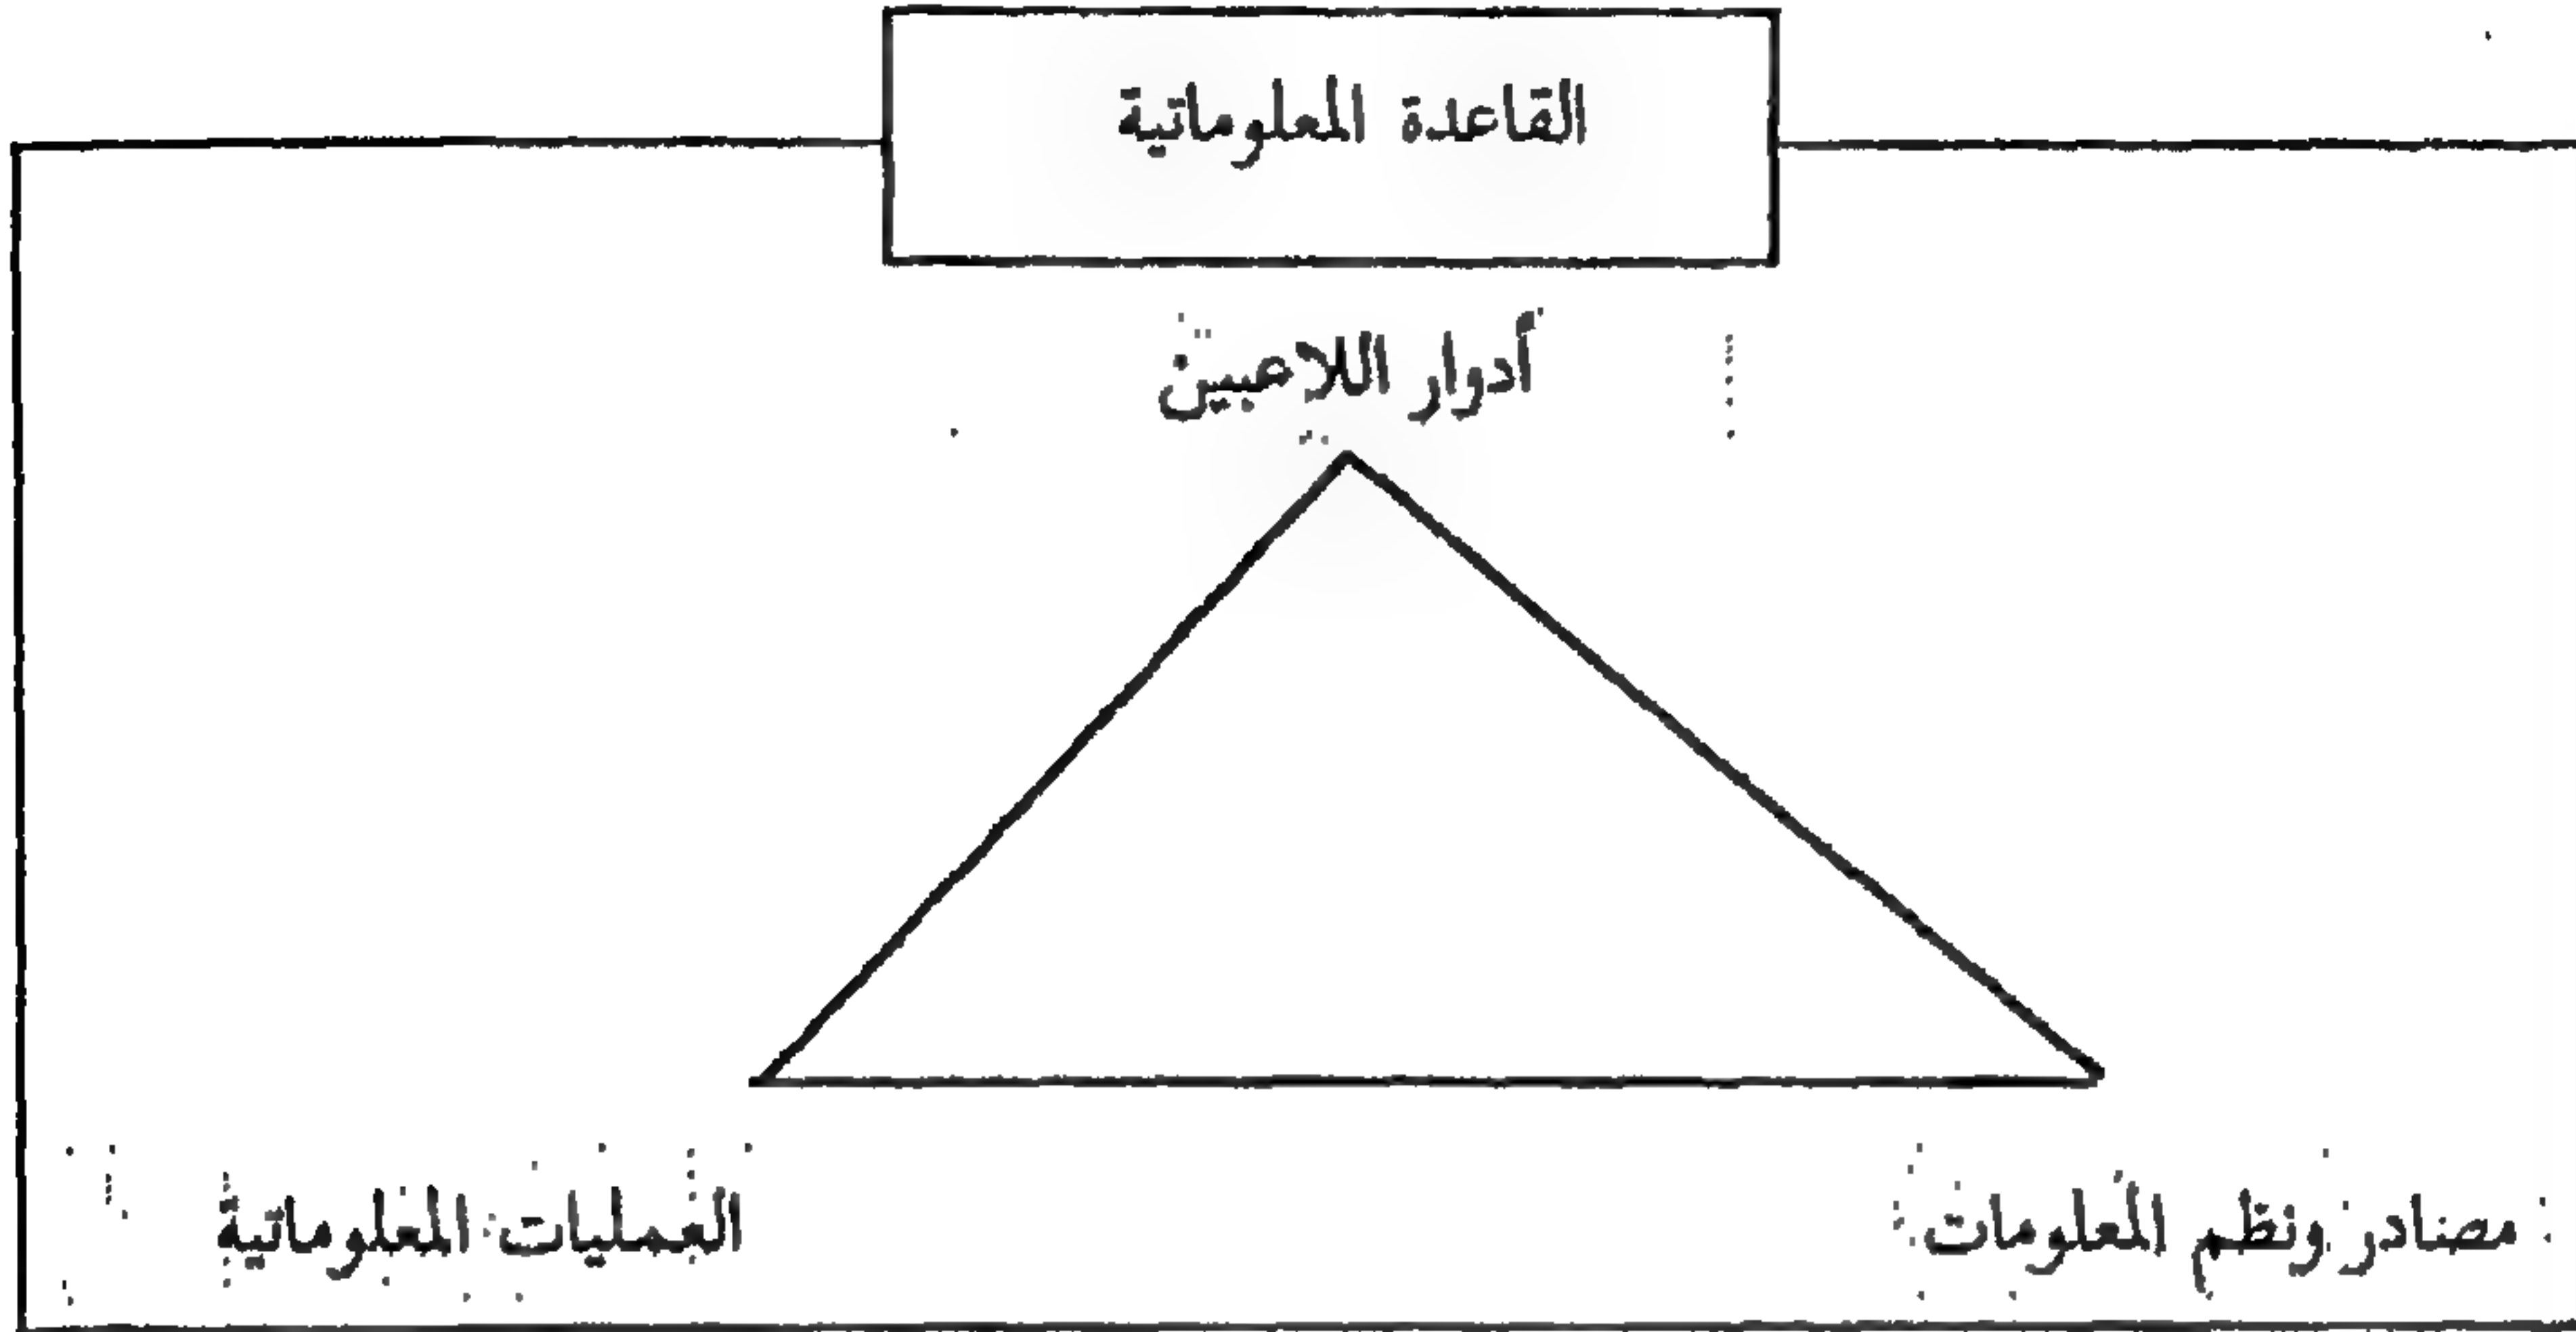 القاعدة المعلوماتية
أدوار اللاعبين
مصادر ونظم المعلومات
العمليات المعلوماتية